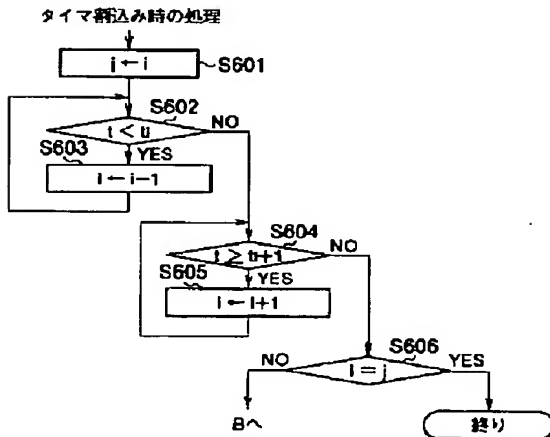 タイマ割込み時の処理
j ← i
S601
S602
t < ti
NO
S603
YES
i ← i-1
S604
t ≥ ti+1
NO
S605
YES
i ← i+1
S606
NO
i = j
YES
Bへ
終り